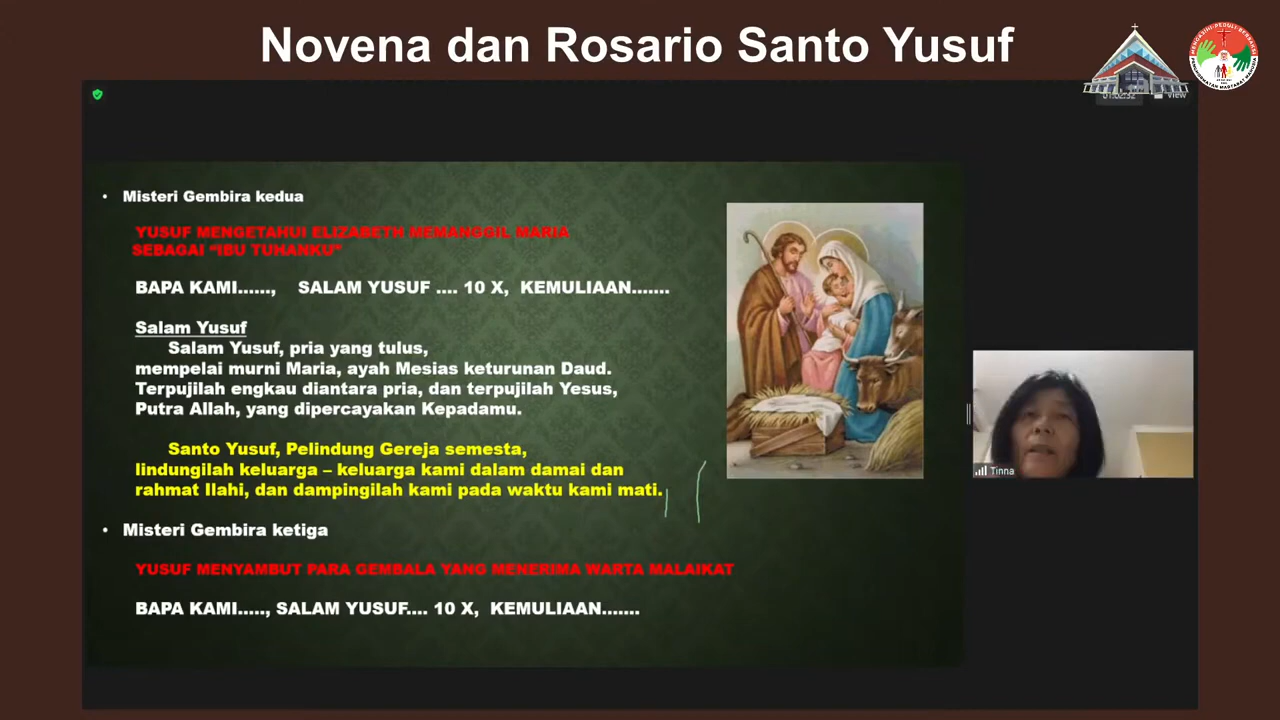 Novena dan Rosario Santo Yusuf
View
• Misteri Gembira kedua
YUSUF MENGETAHUI ELIZABETH MEMANGGIL MARIA
SEBAGAI “IBU TUHANKU”
BAPA KAMI......, SALAM YUSUF .... 10 X, KEMULIAAN.......
Salam Yusuf
Salam Yusuf, pria yang tulus,
mempelai murni Maria, ayah Mesias keturunan Daud.
Terpujilah engkau diantara pria, dan terpujilah Yesus,
Putra Allah, yang dipercayakan Kepadamu.
Santo Yusuf, Pelindung Gereja semesta,
lindungilah keluarga – keluarga kami dalam damai dan
rahmat Ilahi, dan dampingilah kami pada waktu kami mati.
Tinna
• Misteri Gembira ketiga
YUSUF MENYAMBUT PARA GEMBALA YANG MENERIMA WARTA MALAIKAT
BAPA KAMI....., SALAM YUSUF.... 10 X, KEMULIAAN.......